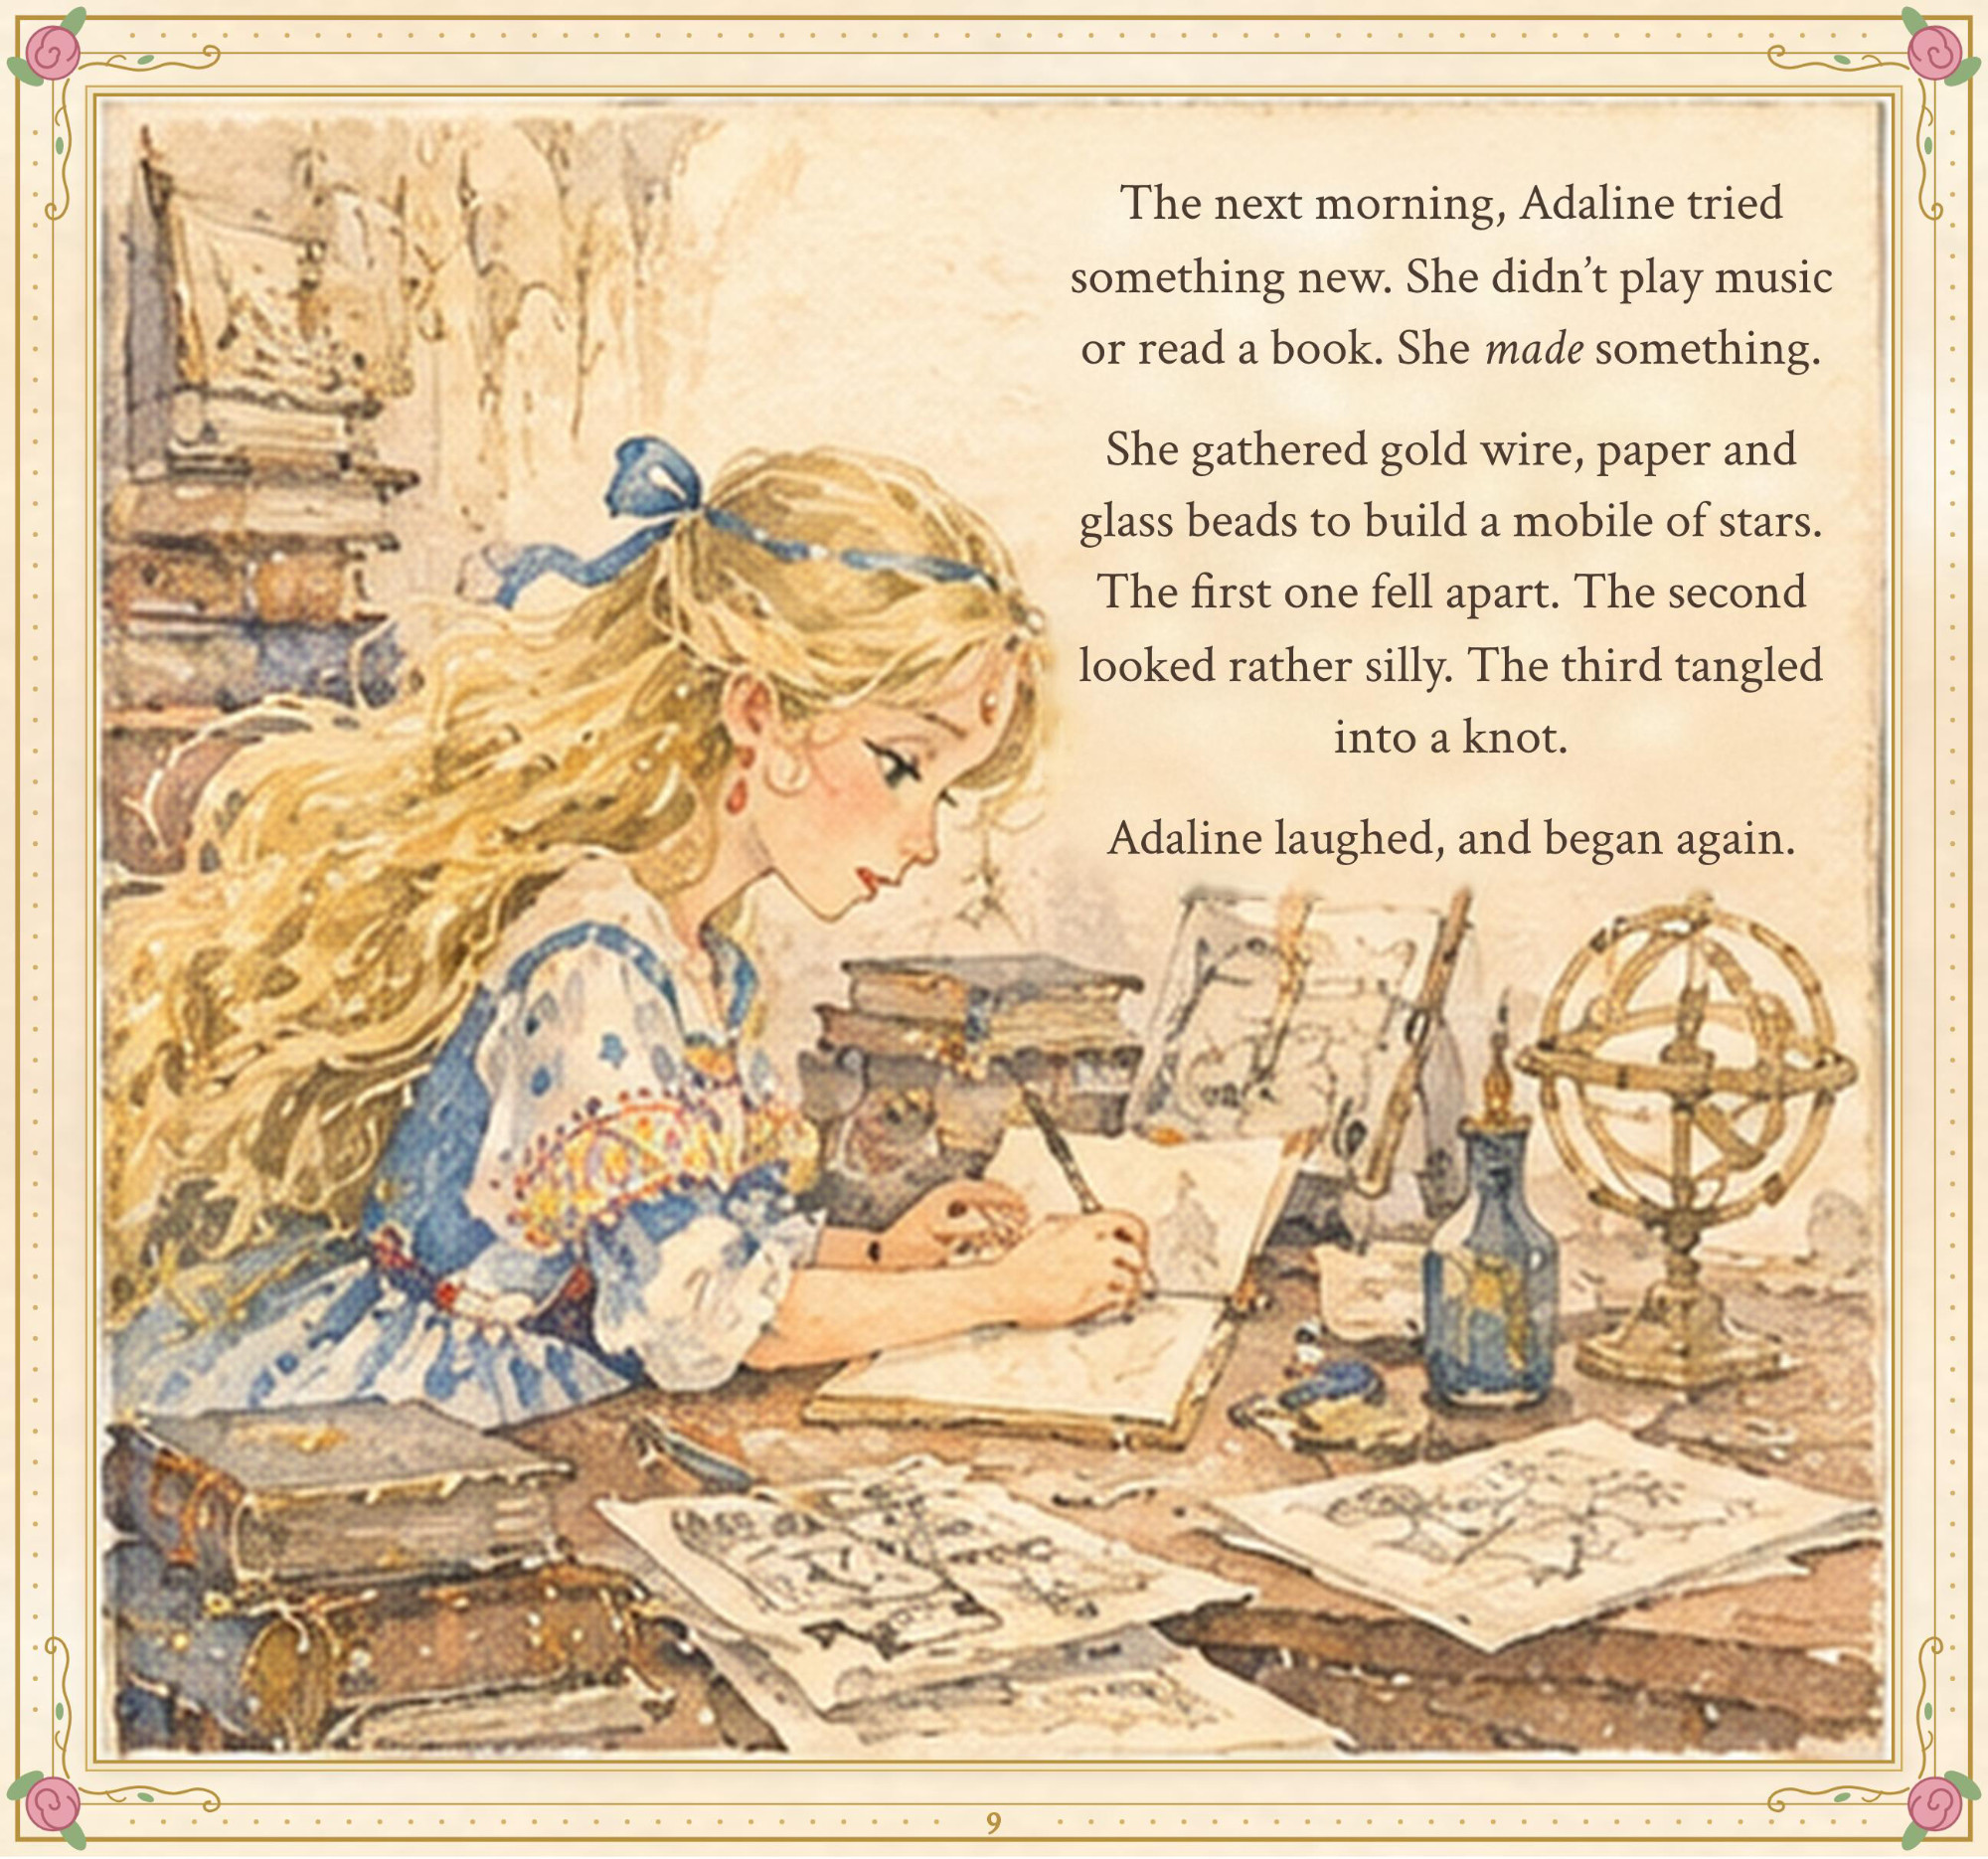 The next morning, Adaline tried
something new. She didn’t play music
or read a book. She made something.
She gathered gold wire, paper and
glass beads to build a mobile of stars.
The first one fell apart. The second
looked rather silly. The third tangled
into a knot.
Adaline laughed, and began again.
9